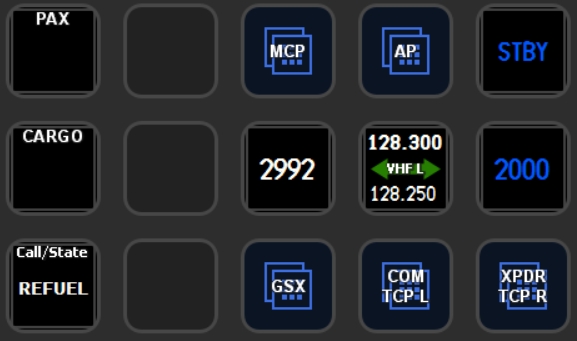 PAX
MCP
AP
STBY
CARGO
2992
128.300
VHF L
128.250
2000
Call/State
REFUEL
GSX
COM
TCP L
XPDR
TCP R